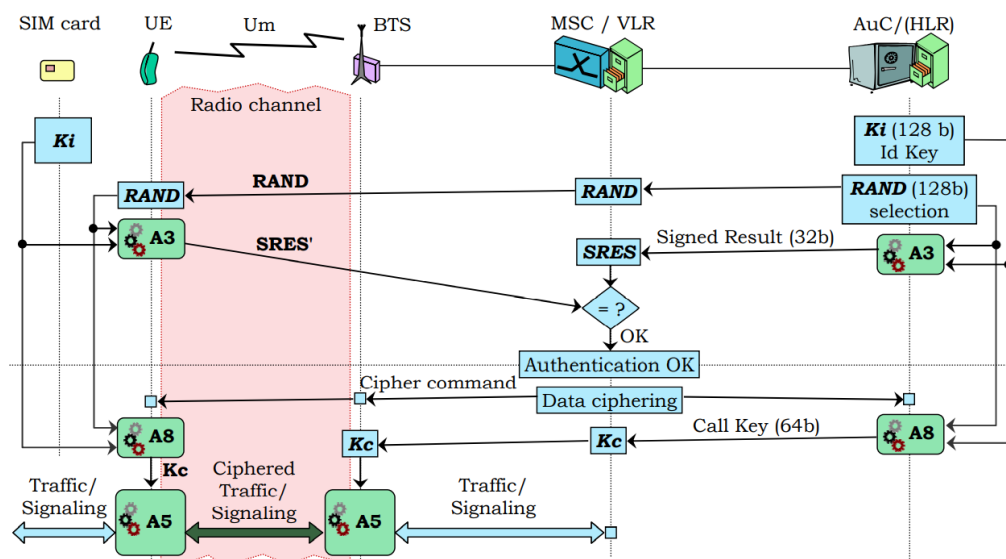 SIM card
UE
Um
BTS
MSC / VLR
AuC/(HLR)
Radio channel
Ki
Ki (128 b)
Id Key
RAND
RAND
RAND
RAND (128b)
selection
A3
SRES'
SRES
Signed Result (32b)
A3
= ?
OK
Authentication OK
Cipher command
Data ciphering
A8
Kc
Kc
Call Key (64b)
A8
Kc
Traffic/
Signaling
A5
Ciphered
Traffic/
Signaling
A5
Traffic/
Signaling